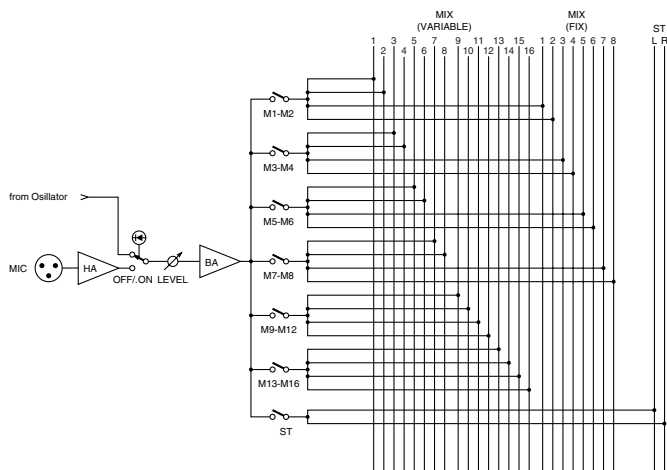 MIX MIX
(VARIABLE) (FIX) ST
1 3 5 7 9 11 13 15 1 3 5 7 L
2 4 6 8 10 12 14 16 2 4 6 8 R
M1-M2
M3-M4
from Osillator
M5-M6
MIC HA OFF/.ON LEVEL BA
M7-M8
M9-M12
M13-M16
ST